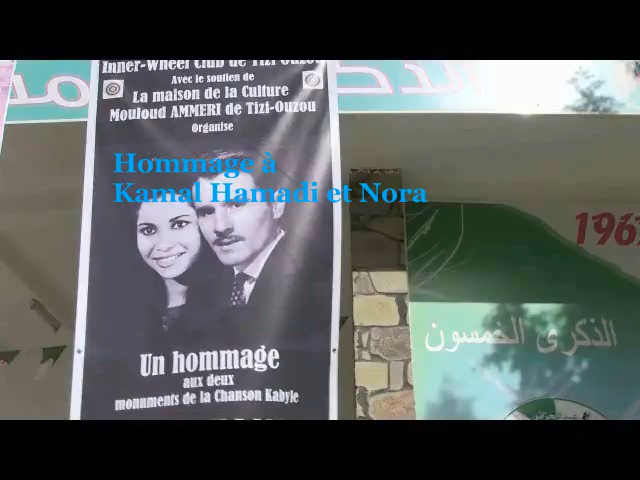 Inner-Wheel Club de Tizi Ouzou
Avec le soutien de
La maison de la Culture
Mouloud AMMERI de Tizi-Ouzou
Organise
Hommage à
Kamal Hamadi et Nora
Un hommage
aux deux
monuments de la Chanson Kabyle
196
الذكرى الخمسون